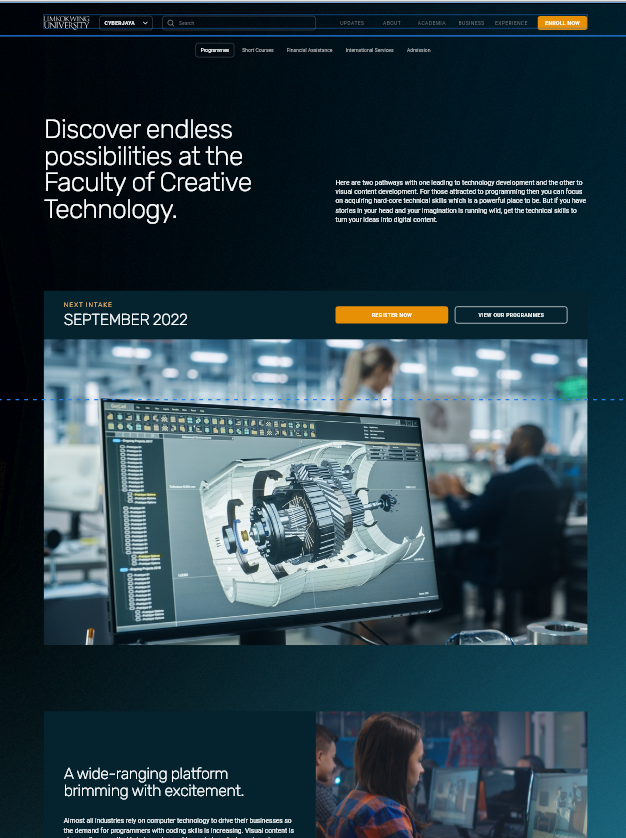 LIMKOKWING
UNIVERSITY
CYBERJAYA
Search
UPDATES
ABOUT
ACADEMIA
BUSINESS
EXPERIENCE
ENROLL NOW
Programmes
Short Courses
Financial Assistance
International Services
Admission
Discover endless
possibilities at the
Faculty of Creative
Technology.
Here are two pathways with one leading to technology development and the other to
visual content development. For those attracted to programming then you can focus
on acquiring hard-core technical skills which is a powerful place to be. But if you have
stories in your head and your imagination is running wild, get the technical skills to
turn your ideas into digital content.
NEXT INTAKE
SEPTEMBER 2022
REGISTER NOW
VIEW OUR PROGRAMMES
A wide-ranging platform
brimming with excitement.
Almost all industries rely on computer technology to drive their businesses so
the demand for programmers with coding skills is increasing. Visual content is